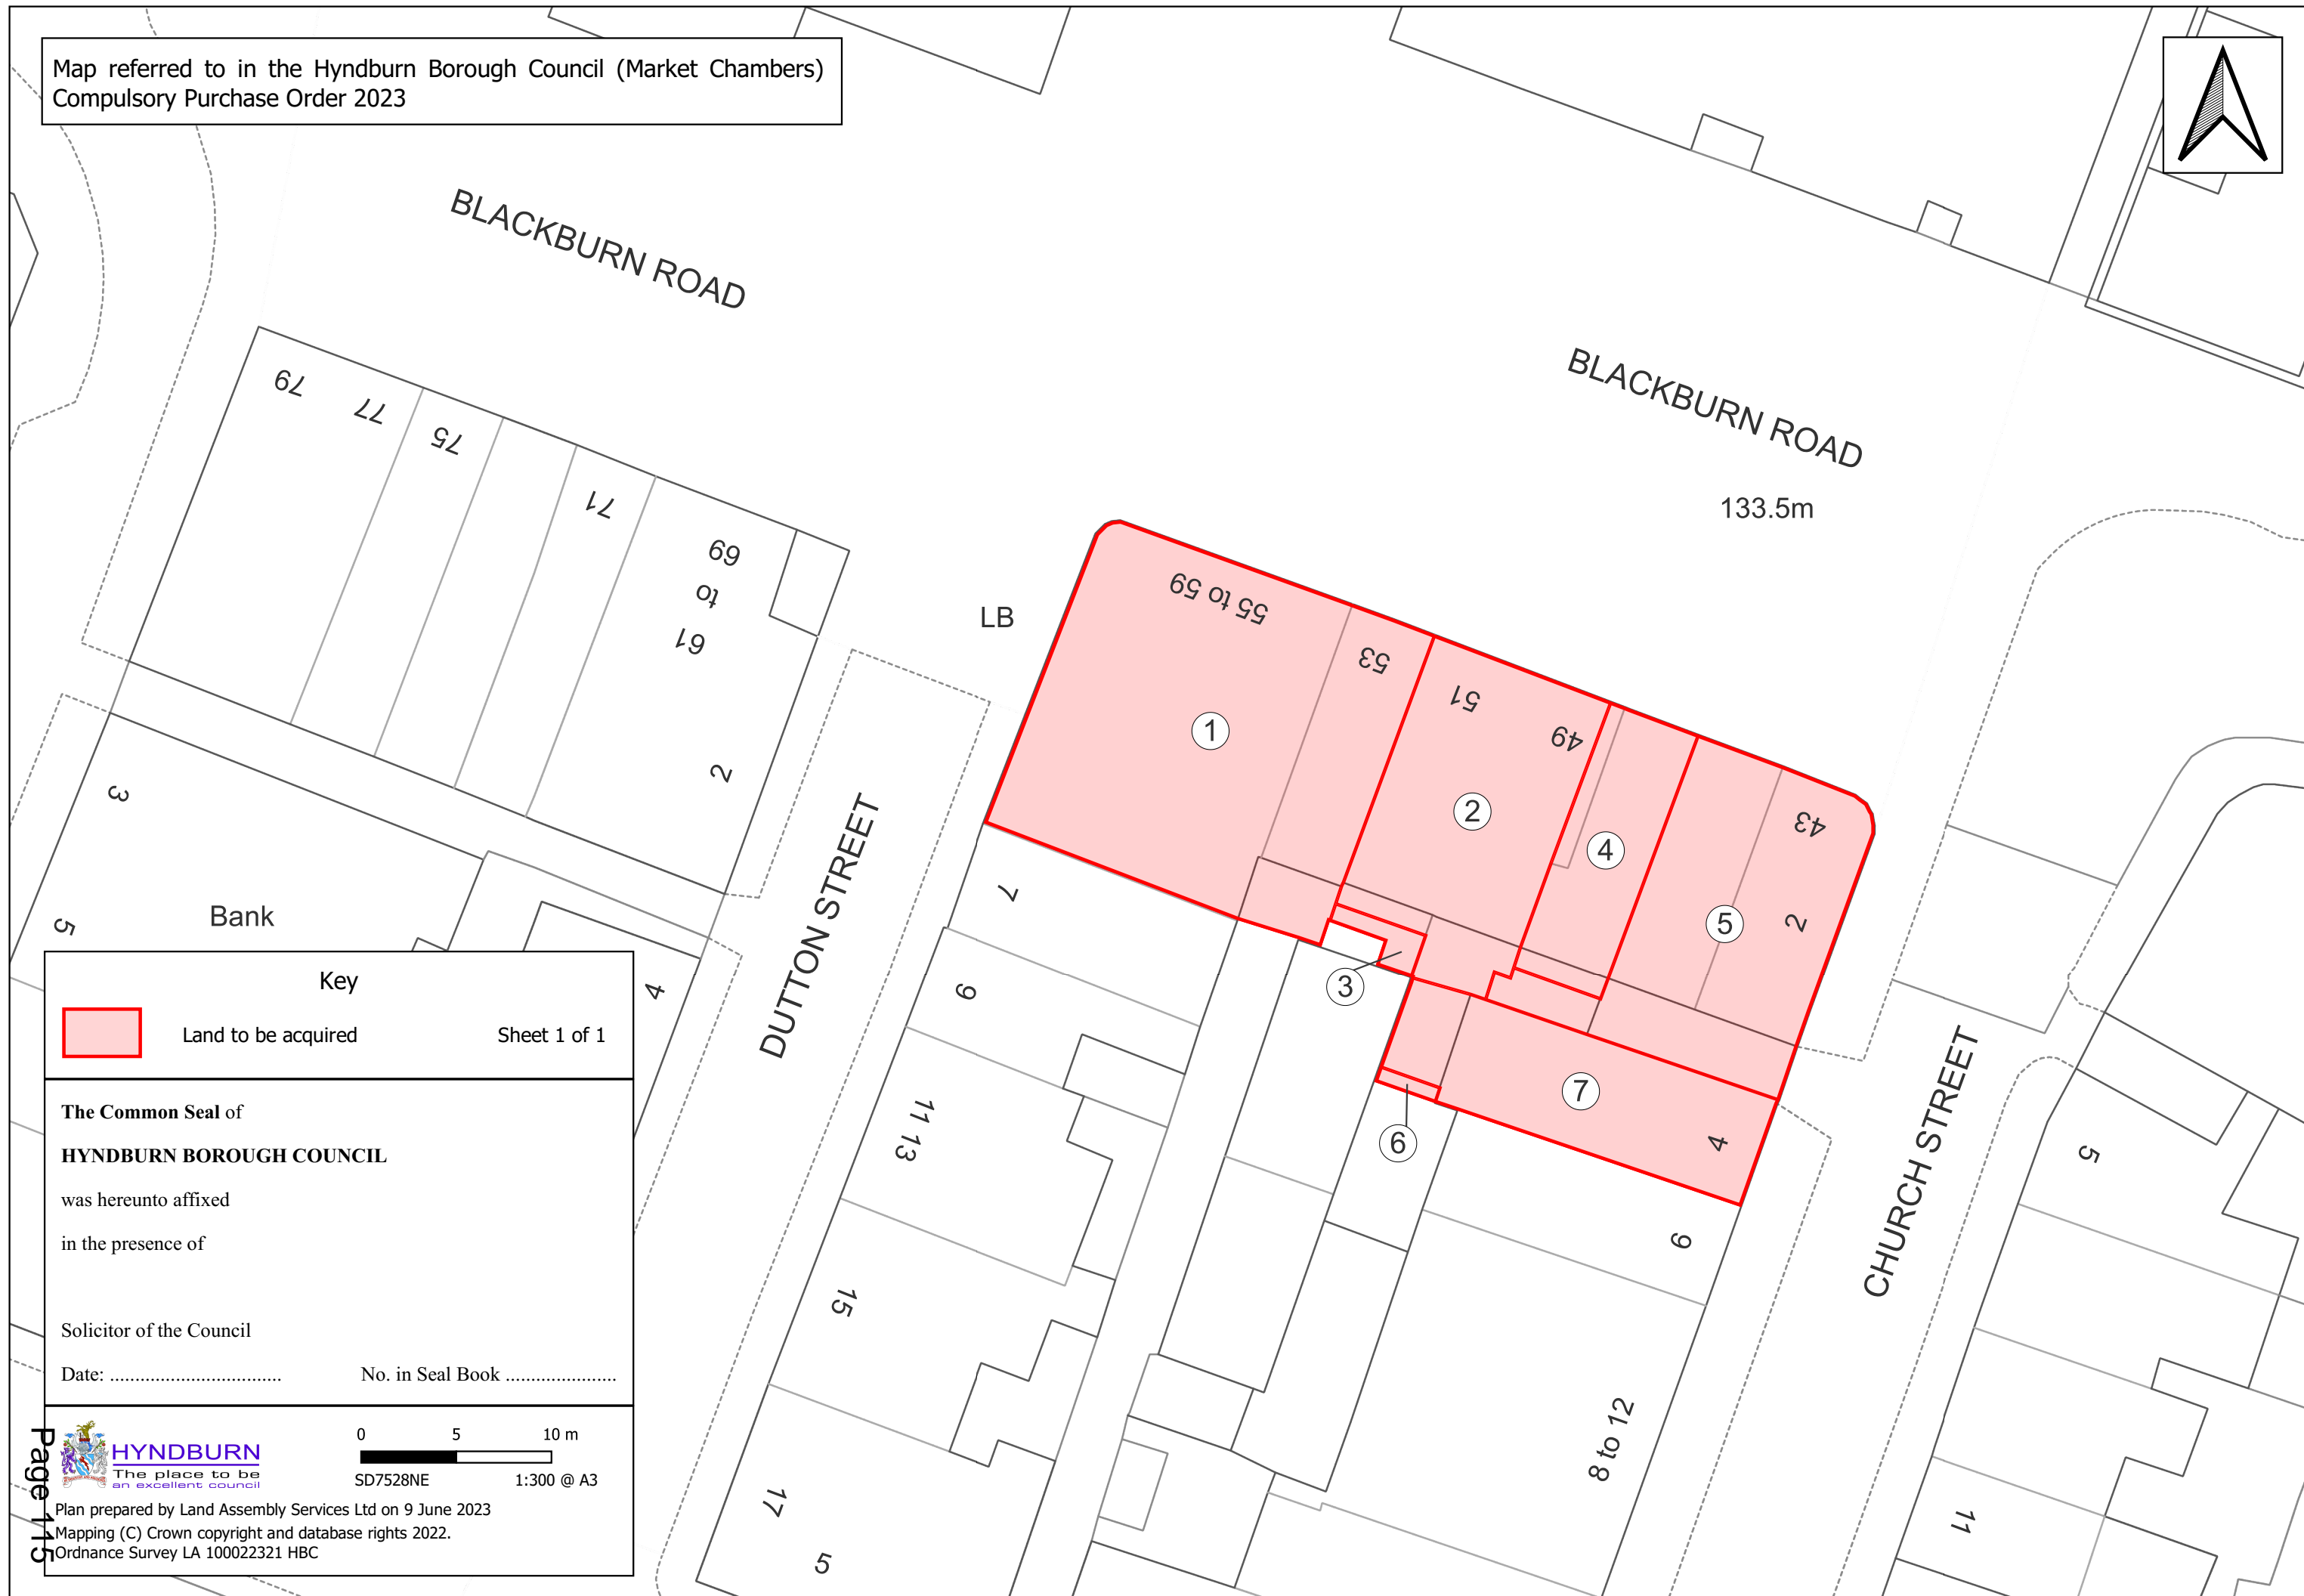 Map referred to in the Hyndburn Borough Council (Market Chambers)
Compulsory Purchase Order 2023
BLACKBURN ROAD
BLACKBURN ROAD
133.5m
79
77
75
71
69
to
61
2
LB
55 to 59
53
51
49
43
2
1
2
3
4
5
6
7
4
3
5
Bank
4
DUTTON STREET
7
9
11 13
15
17
5
CHURCH STREET
6
8 to 12
5
11
Key
Land to be acquired
Sheet 1 of 1
The Common Seal of
HYNDBURN BOROUGH COUNCIL
was hereunto affixed
in the presence of
Solicitor of the Council
Date: .................................. No. in Seal Book ......................
HYNDBURN
The place to be
an excellent council
0 5 10 m
SD7528NE 1:300 @ A3
Plan prepared by Land Assembly Services Ltd on 9 June 2023
Mapping (C) Crown copyright and database rights 2022.
Ordnance Survey LA 100022321 HBC
Page 115